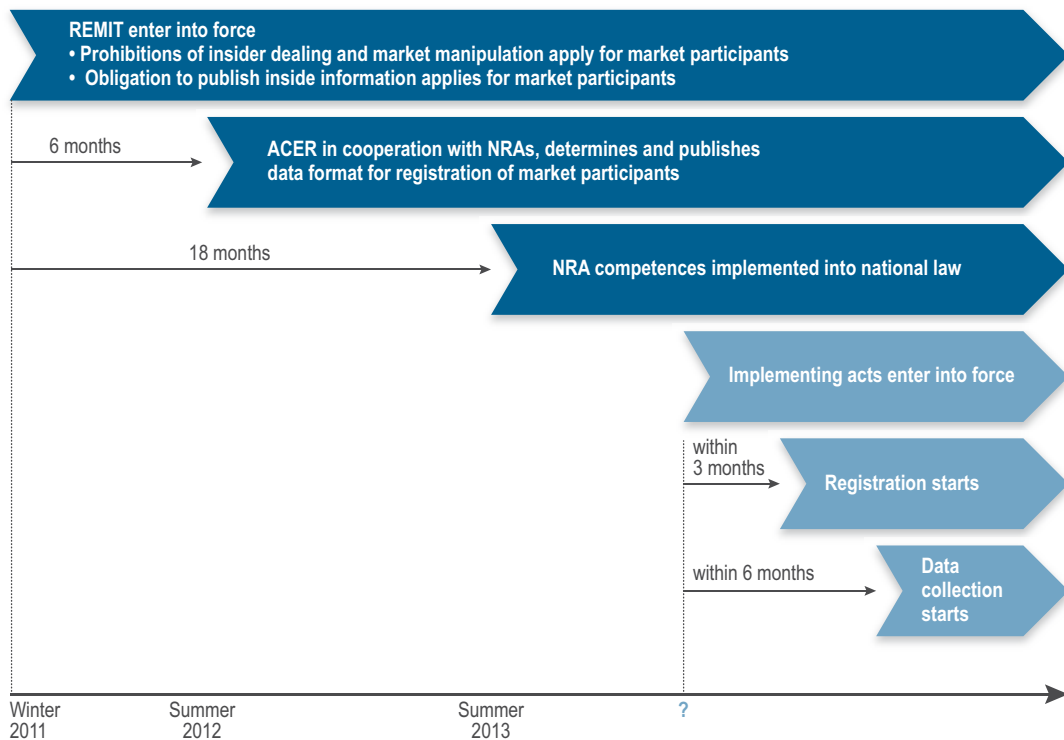 REMIT enter into force
• Prohibitions of insider dealing and market manipulation apply for market participants
• Obligation to publish inside information applies for market participants
6 months
ACER in cooperation with NRAs, determines and publishes
data format for registration of market participants
18 months
NRA competences implemented into national law
Implementing acts enter into force
within
3 months
Registration starts
within 6 months
Data
collection
starts
Winter
2011
Summer
2012
Summer
2013
?